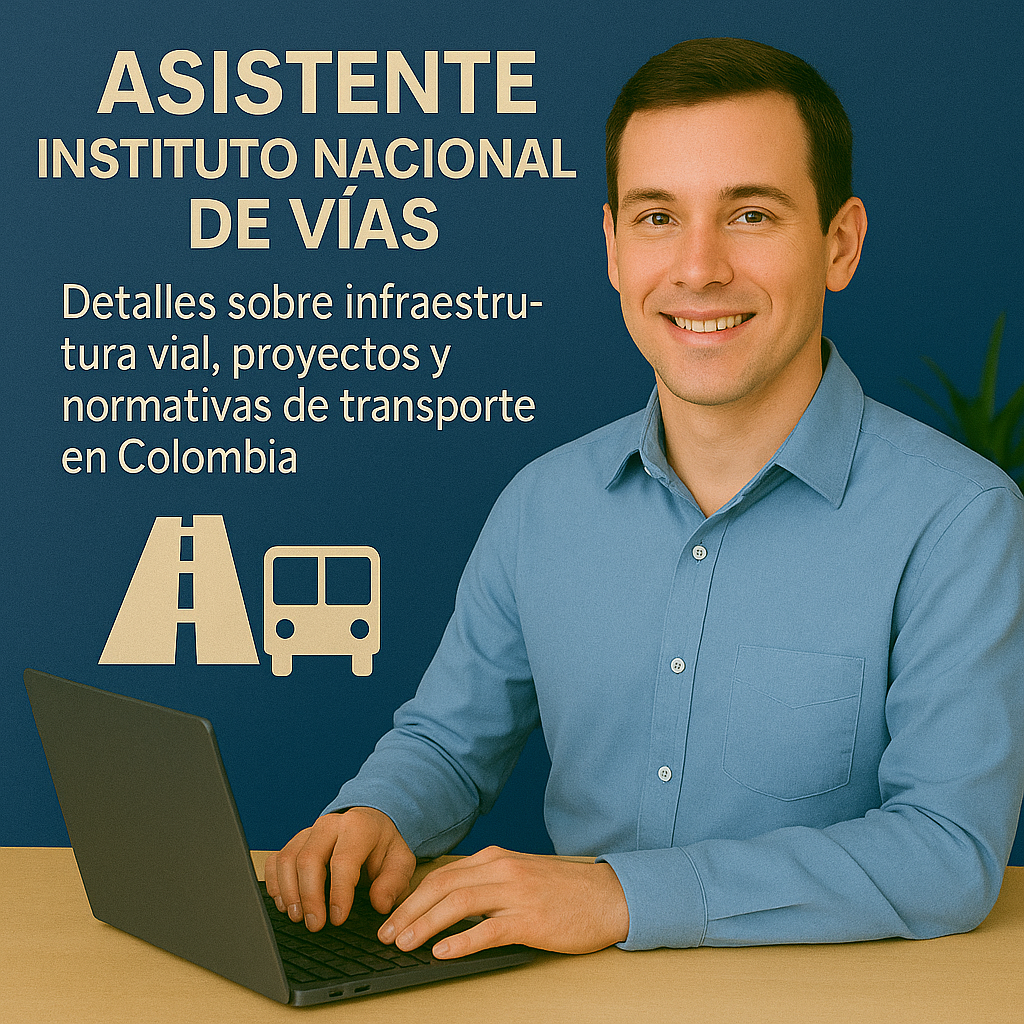 ASISTENTE
INSTITUTO NACIONAL
DE VÍAS
Detalles sobre infraestru-
tura vial, proyectos y
normativas de transporte
en Colombia